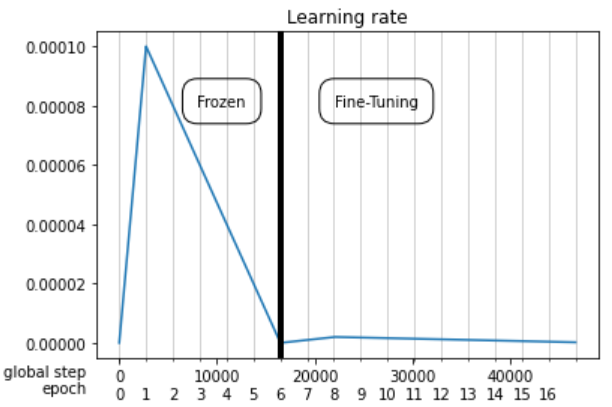 Learning rate
0.00010
0.00008
0.00006
0.00004
0.00002
0.00000
Frozen
Fine-Tuning
global step 0 10000 20000 30000 40000
epoch 0 1 2 3 4 5 6 7 8 9 10 11 12 13 14 15 16